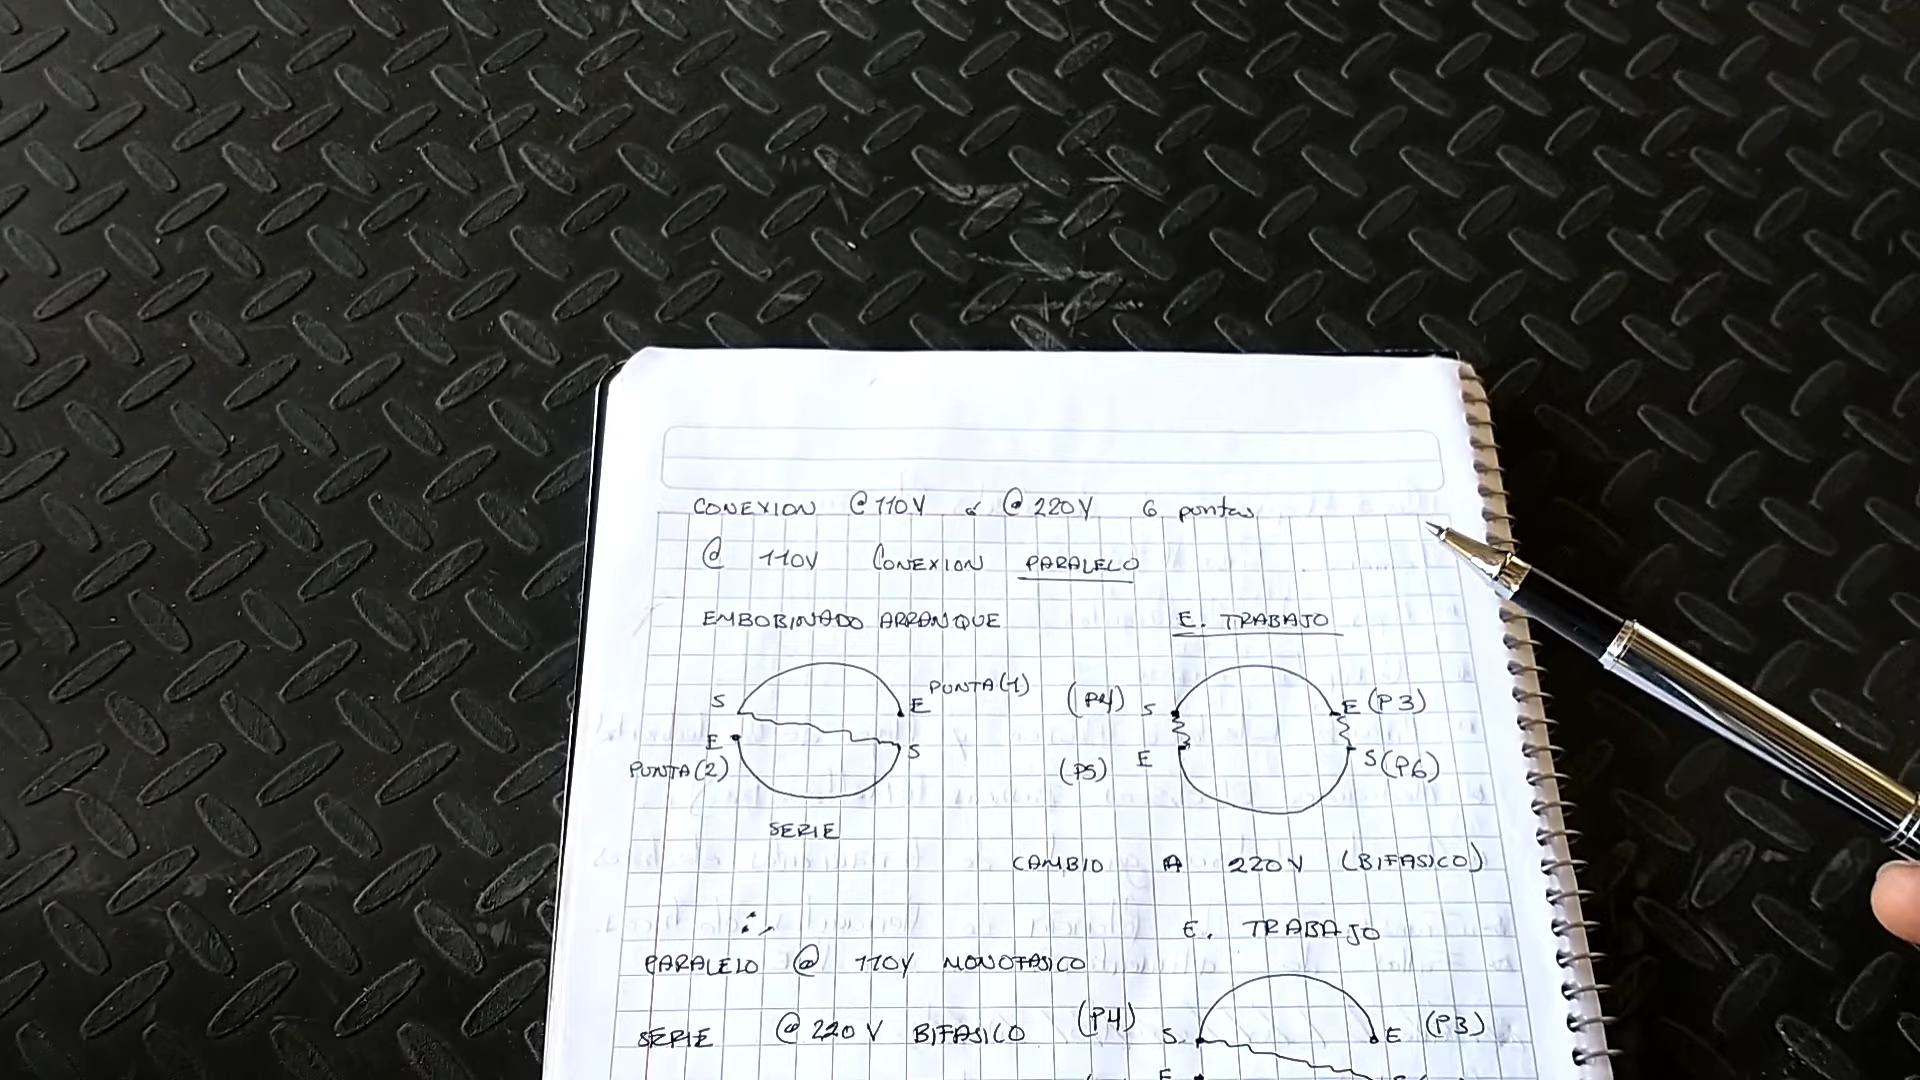 CONEXION @ 110V o @ 220V 6 puntas
@ 110V CONEXION PARALELO
EMBOBINADO ARRANQUE E. TRABAJO
S E PUNTA(1) (P4) S E (P3)
E S (P5) E S (P6)
PUNTA(2)
SERIE
CAMBIO A 220V (BIFASICO)
E. TRABAJO
PARALELO @ 110V MONOFASICO
SERIE @ 220V BIFASICO (P4) S E (P3)
E